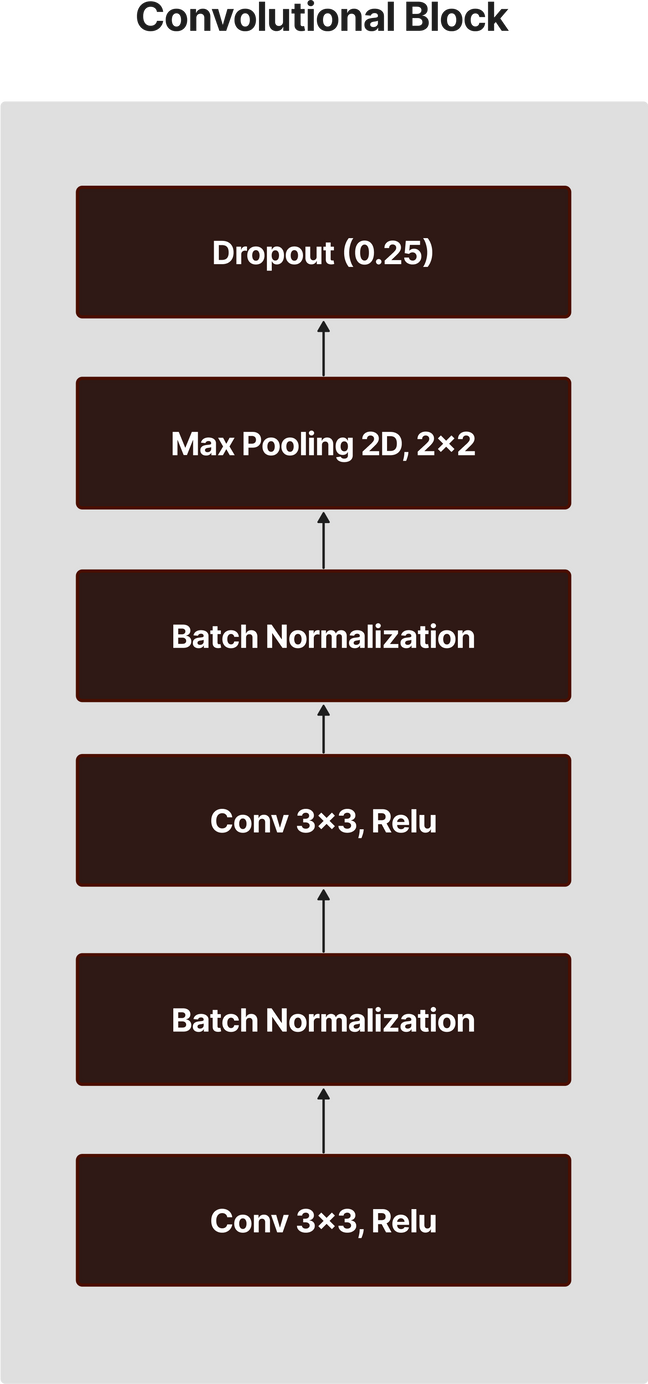 Convolutional Block
Dropout (0.25)
Max Pooling 2D, 2×2
Batch Normalization
Conv 3×3, Relu
Batch Normalization
Conv 3×3, Relu